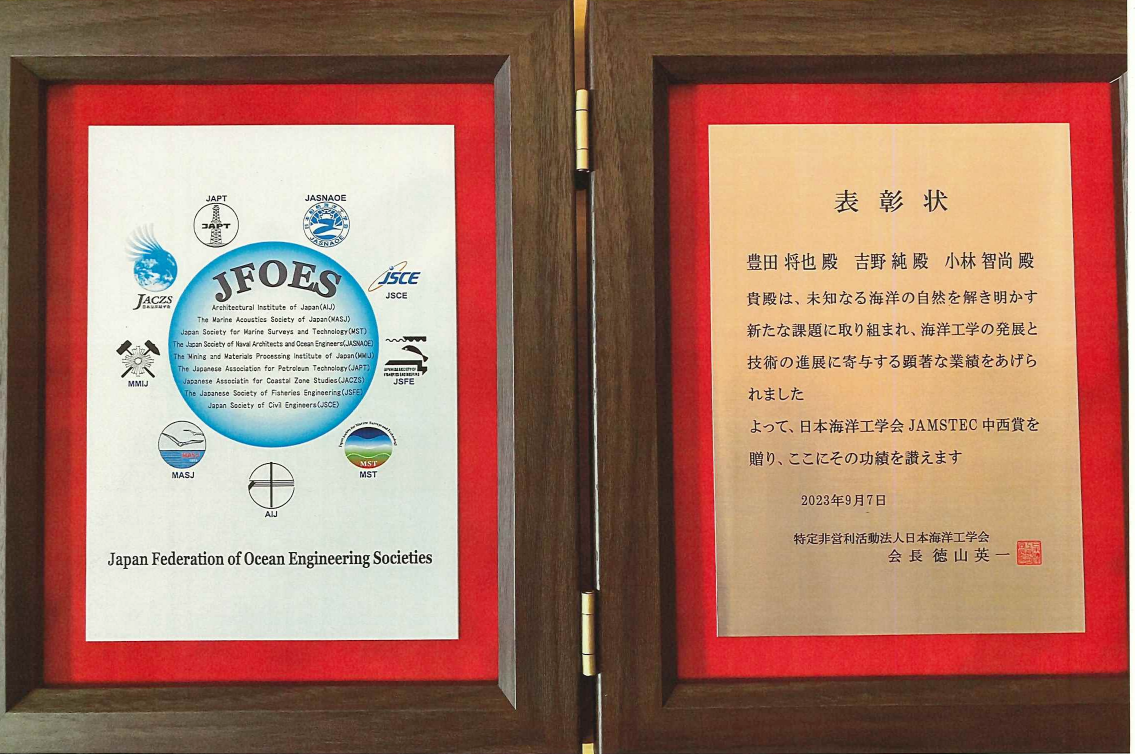 JAPT
JASNAOE
JAPT
JASNAOE
JACZS
JSCE
JSCE
JFOES
Architectural Institute of Japan(AIJ)
The Marine Acoustics Society of Japan(MASJ)
Japan Society for Marine Surveys and Technology(MST)
The Japan Society of Naval Architects and Ocean Engineers(JASNAOE)
The Mining and Materials Processing Institute of Japan(MMIJ)
The Japanese Association for Petroleum Technology(JAPT)
Japanese Associatin for Coastal Zone Studies(JACZS)
The Japanese Society of Fisheries Engineering(JSFE)
Japan Society of Civil Engineers(JSCE)
MMIJ
JSFE
MASJ
MST
MST
AIJ
Japan Federation of Ocean Engineering Societies
表彰状
豊田 将也 殿 吉野 純 殿 小林 智尚 殿
貴殿は、未知なる海洋の自然を解き明かす
新たな課題に取り組まれ、海洋工学の発展と
技術の進展に寄与する顕著な業績をあげら
れました
よって、日本海洋工学会 JAMSTEC 中西賞を
贈り、ここにその功績を讃えます
2023年9月7日
特定非営利活動法人日本海洋工学会
会長 徳山英一